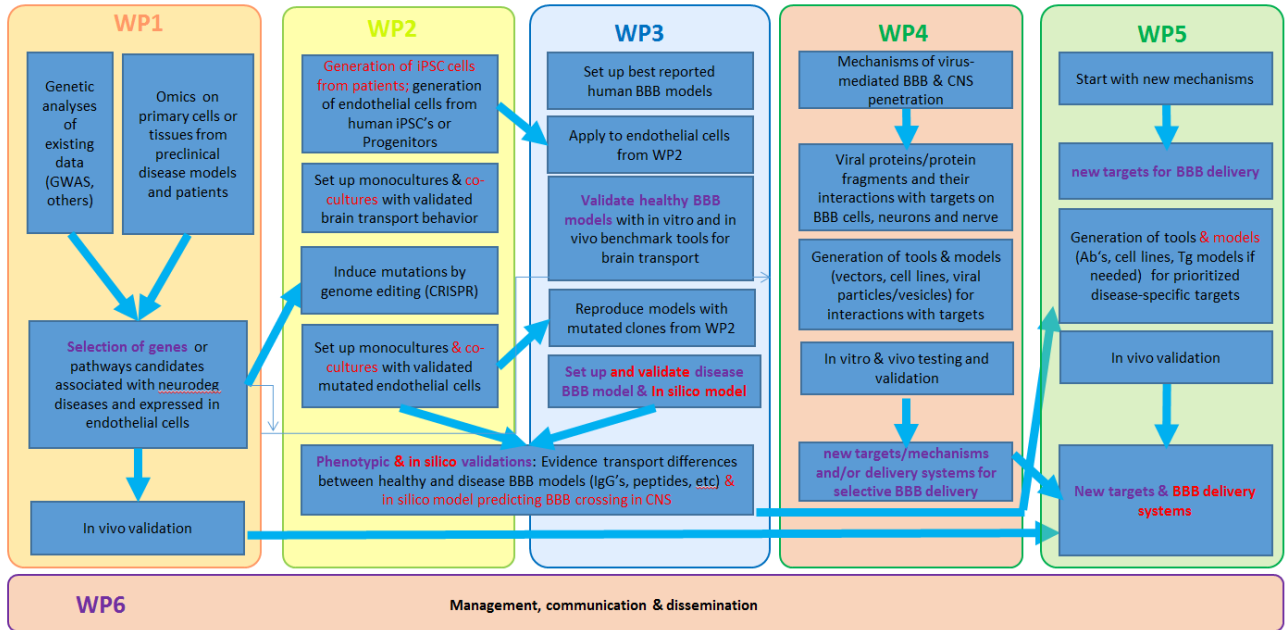 WP1
Genetic
analyses
of
existing
data
(GWAS,
others)
Omics on
primary cells or
tissues from
preclinical
disease models
and patients
Selection of genes or
pathways candidates
associated with neurodeg
diseases and expressed in
endothelial cells
In vivo validation
WP2
Generation of iPSC cells
from patients; generation
of endothelial cells from
human iPSC's or
Progenitors
Set up monocultures & co-
cultures with validated
brain transport behavior
Induce mutations by
genome editing (CRISPR)
Set up monocultures & co-
cultures with validated
mutated endothelial cells
WP3
Set up best reported
human BBB models
Apply to endothelial cells
from WP2
Validate healthy BBB
models with in vitro and in
vivo benchmark tools for
brain transport
Reproduce models with
mutated clones from WP2
Set up and validate disease
BBB model & In silico model
Phenotypic & in silico validations: Evidence transport differences
between healthy and disease BBB models (IgG's, peptides, etc) &
in silico model predicting BBB crossing in CNS
WP4
Mechanisms of virus-
mediated BBB & CNS
penetration
Viral proteins/protein
fragments and their
interactions with targets on
BBB cells, neurons and nerve
Generation of tools & models
(vectors, cell lines, viral
particles/vesicles) for
interactions with targets
In vitro & vivo testing and
validation
new targets/mechanisms
and/or delivery systems for
selective BBB delivery
WP5
Start with new mechanisms
new targets for BBB delivery
Generation of tools & models
(Ab's, cell lines, Tg models if
needed) for prioritized
disease-specific targets
In vivo validation
New targets & BBB delivery
systems
WP6
Management, communication & dissemination